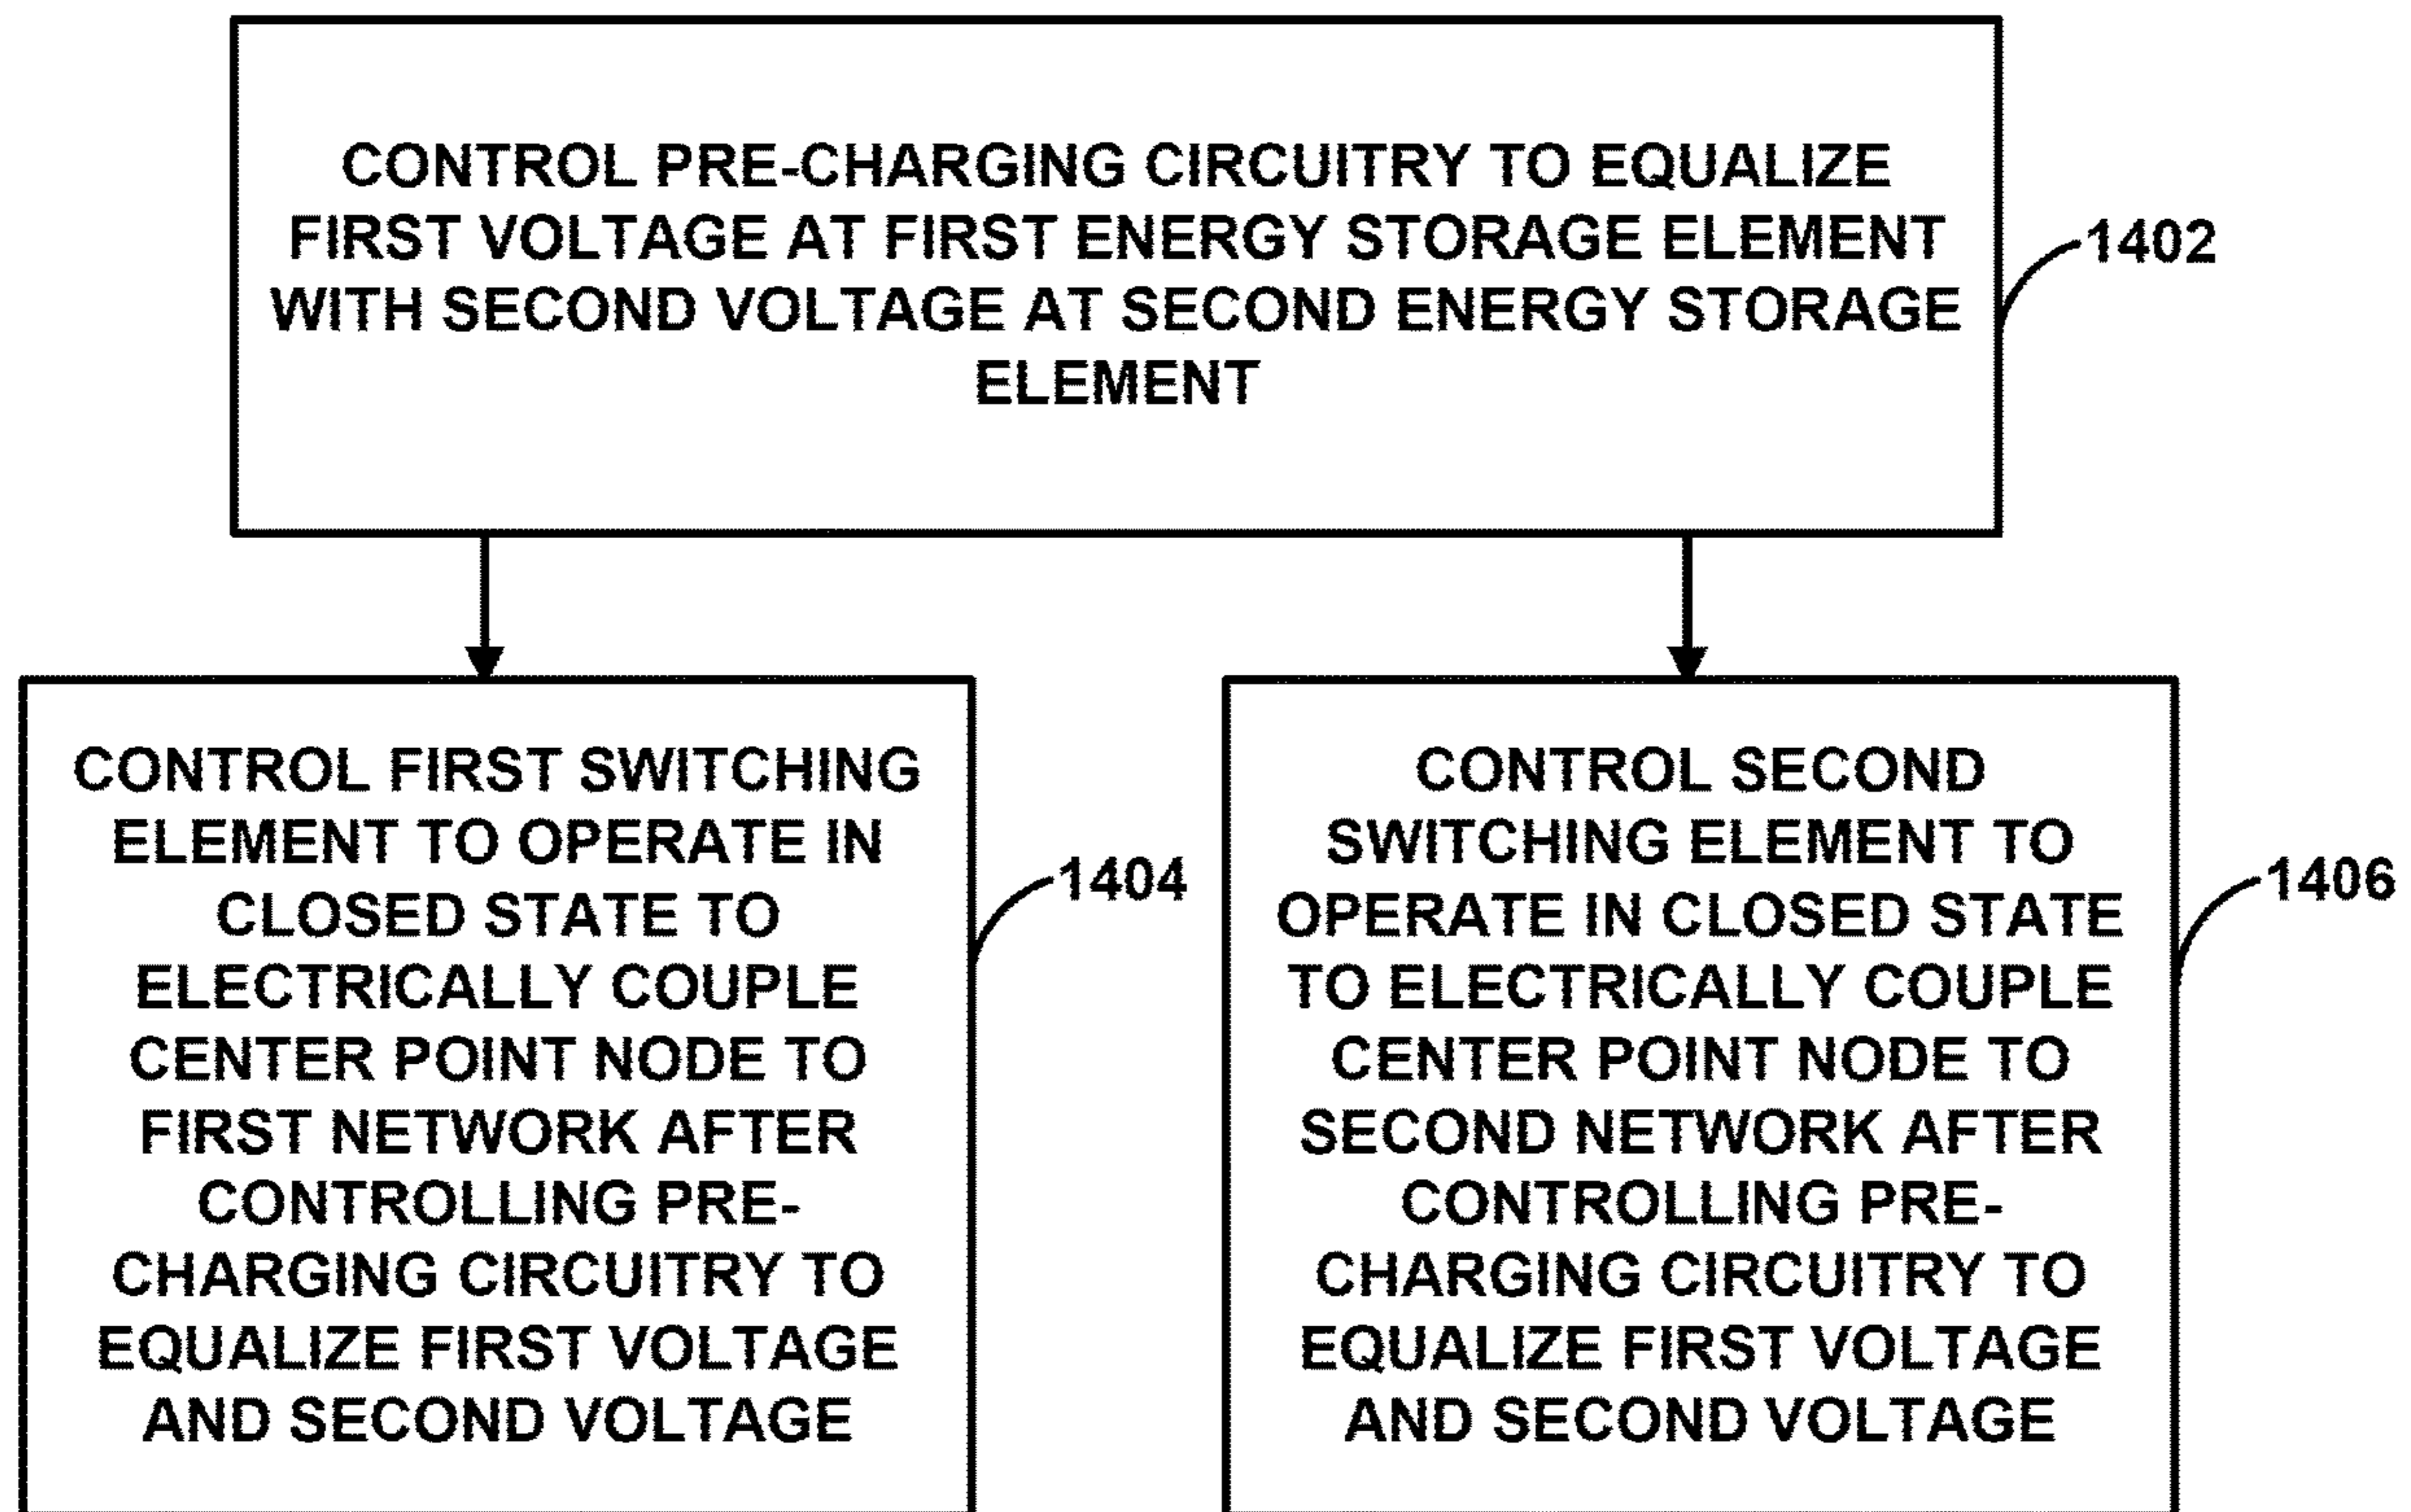 CONTROL PRE-CHARGING CIRCUITRY TO EQUALIZE
FIRST VOLTAGE AT FIRST ENERGY STORAGE ELEMENT
WITH SECOND VOLTAGE AT SECOND ENERGY STORAGE
ELEMENT
1402
CONTROL FIRST SWITCHING
ELEMENT TO OPERATE IN
CLOSED STATE TO
ELECTRICALLY COUPLE
CENTER POINT NODE TO
FIRST NETWORK AFTER
CONTROLLING PRE-
CHARGING CIRCUITRY TO
EQUALIZE FIRST VOLTAGE
AND SECOND VOLTAGE
1404
CONTROL SECOND
SWITCHING ELEMENT TO
OPERATE IN CLOSED STATE
TO ELECTRICALLY COUPLE
CENTER POINT NODE TO
SECOND NETWORK AFTER
CONTROLLING PRE-
CHARGING CIRCUITRY TO
EQUALIZE FIRST VOLTAGE
AND SECOND VOLTAGE
1406